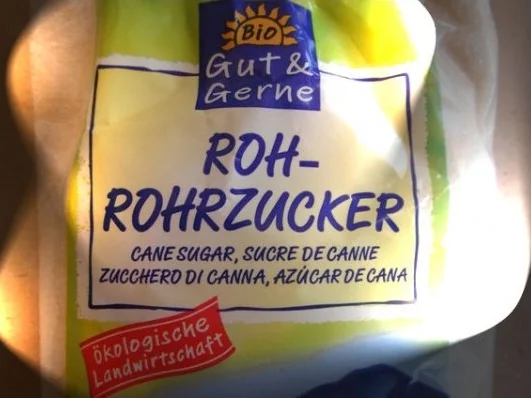 Bio
Gut &
Gerne
ROH-
ROHRZUCKER
CANE SUGAR, SUCRE DE CANNE
ZUCCHERO DI CANNA, AZÚCAR DE CANA
Ökologische
Landwirtschaft